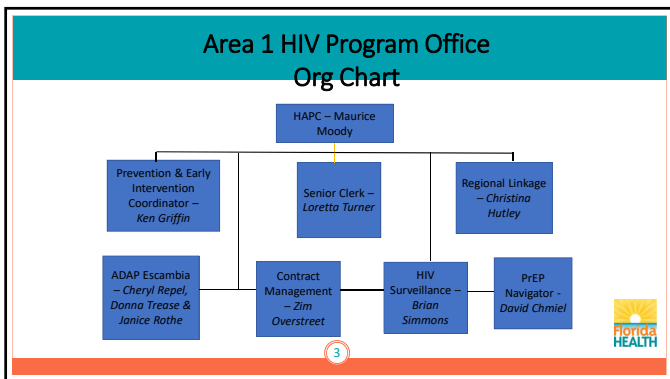 Area 1 HIV Program Office
Org Chart
HAPC – Maurice
Moody
Prevention & Early
Intervention
Coordinator –
Ken Griffin
Senior Clerk –
Loretta Turner
Regional Linkage
– Christina
Hutley
ADAP Escambia
– Cheryl Repel,
Donna Trease &
Janice Rothe
Contract
Management
– Zim
Overstreet
HIV
Surveillance –
Brian
Simmons
PrEP
Navigator -
David Chmiel
Florida
HEALTH
3